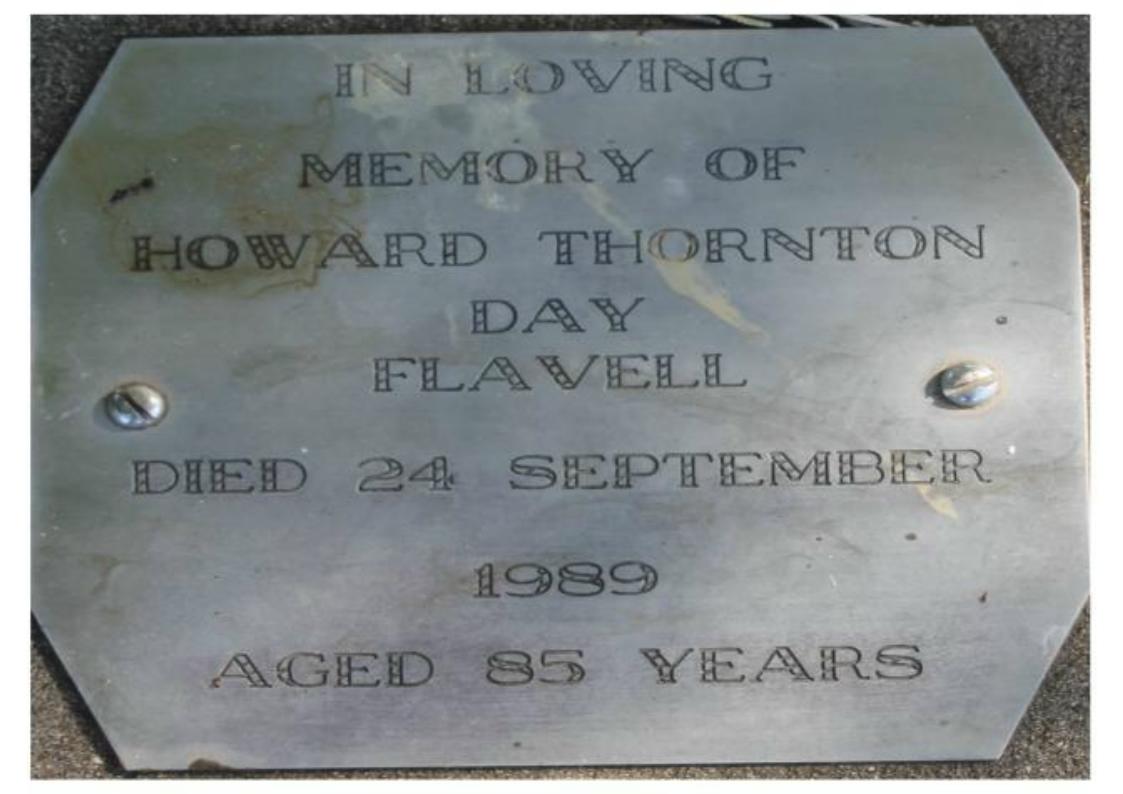 IN LOVING
MEMORY OF
HOWARD THORNTON
DAY
FLAVELL
DIED 24 SEPTEMBER
1989
AGED 85 YEARS